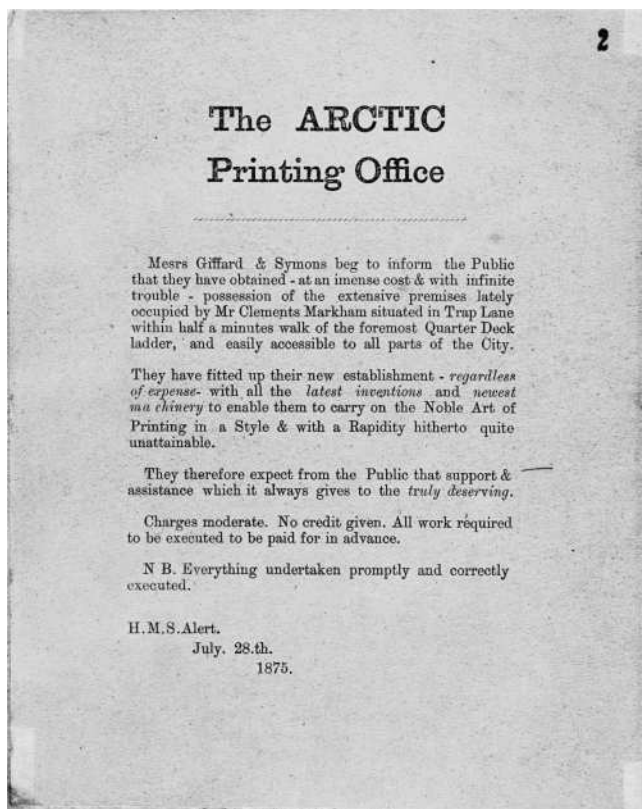 2
The ARCTIC
Printing Office
Mesrs Giffard & Symons beg to inform the Public
that they have obtained - at an imense cost & with infinite
trouble - possession of the extensive premises lately
occupied by Mr Clements Markham situated in Trap Lane
within half a minutes walk of the foremost Quarter Deck
ladder, and easily accessible to all parts of the City.
They have fitted up their new establishment - regardless
of expense- with all the latest inventions and newest
ma chinery to enable them to carry on the Noble Art of
Printing in a Style & with a Rapidity hitherto quite
unattainable.
They therefore expect from the Public that support &
assistance which it always gives to the truly deserving.
Charges moderate. No credit given. All work required
to be executed to be paid for in advance.
N B. Everything undertaken promptly and correctly
executed.
H.M.S.Alert.
July. 28.th.
1875.